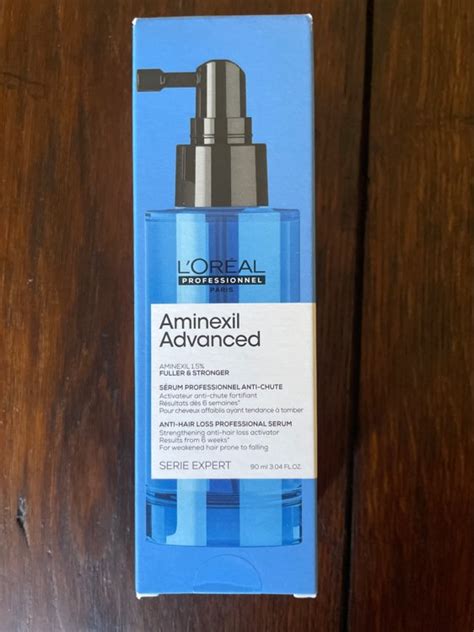 L'ORÉAL
PROFESSIONNEL
PARIS
Aminexil
Advanced
AMINEXIL 1.5%
FULLER & STRONGER
SÉRUM PROFESSIONNEL ANTI-CHUTE
Activateur anti-chute fortifiant
Résultats dès 6 semaines*
Pour cheveux affaiblis ayant tendance à tomber
ANTI-HAIR LOSS PROFESSIONAL SERUM
Strengthening anti-hair loss activator
Results from 6 weeks*
For weakened hair prone to falling
SERIE EXPERT 90 ml 3.04 FL.OZ.